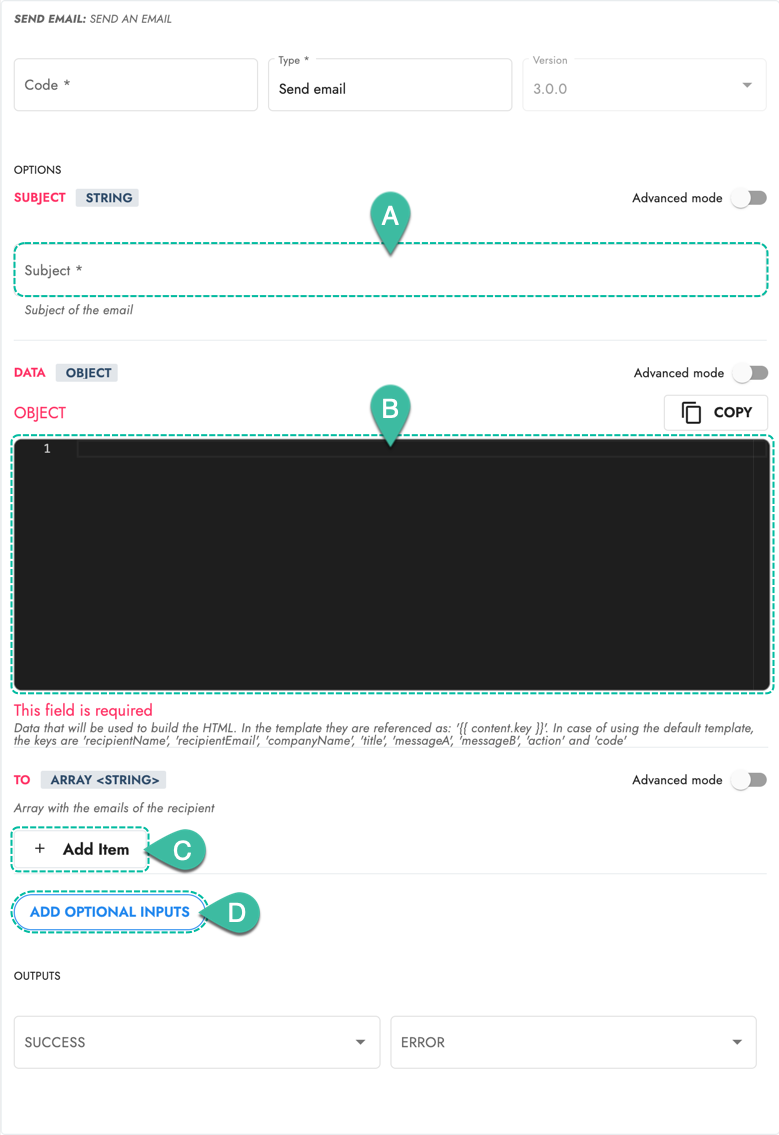 SEND EMAIL: SEND AN EMAIL
Code *
Type *
Send email
Version
3.0.0
OPTIONS
SUBJECT STRING
Advanced mode
A
Subject *
Subject of the email
DATA OBJECT
Advanced mode
OBJECT
B
COPY
1
This field is required
Data that will be used to build the HTML. In the template they are referenced as: '{{ content.key }}'. In case of using the default template,
the keys are 'recipientName', 'recipientEmail', 'companyName', 'title', 'messageA', 'messageB', 'action' and 'code'
TO ARRAY <STRING>
Advanced mode
Array with the emails of the recipient
+ Add Item
C
ADD OPTIONAL INPUTS
D
OUTPUTS
SUCCESS
ERROR